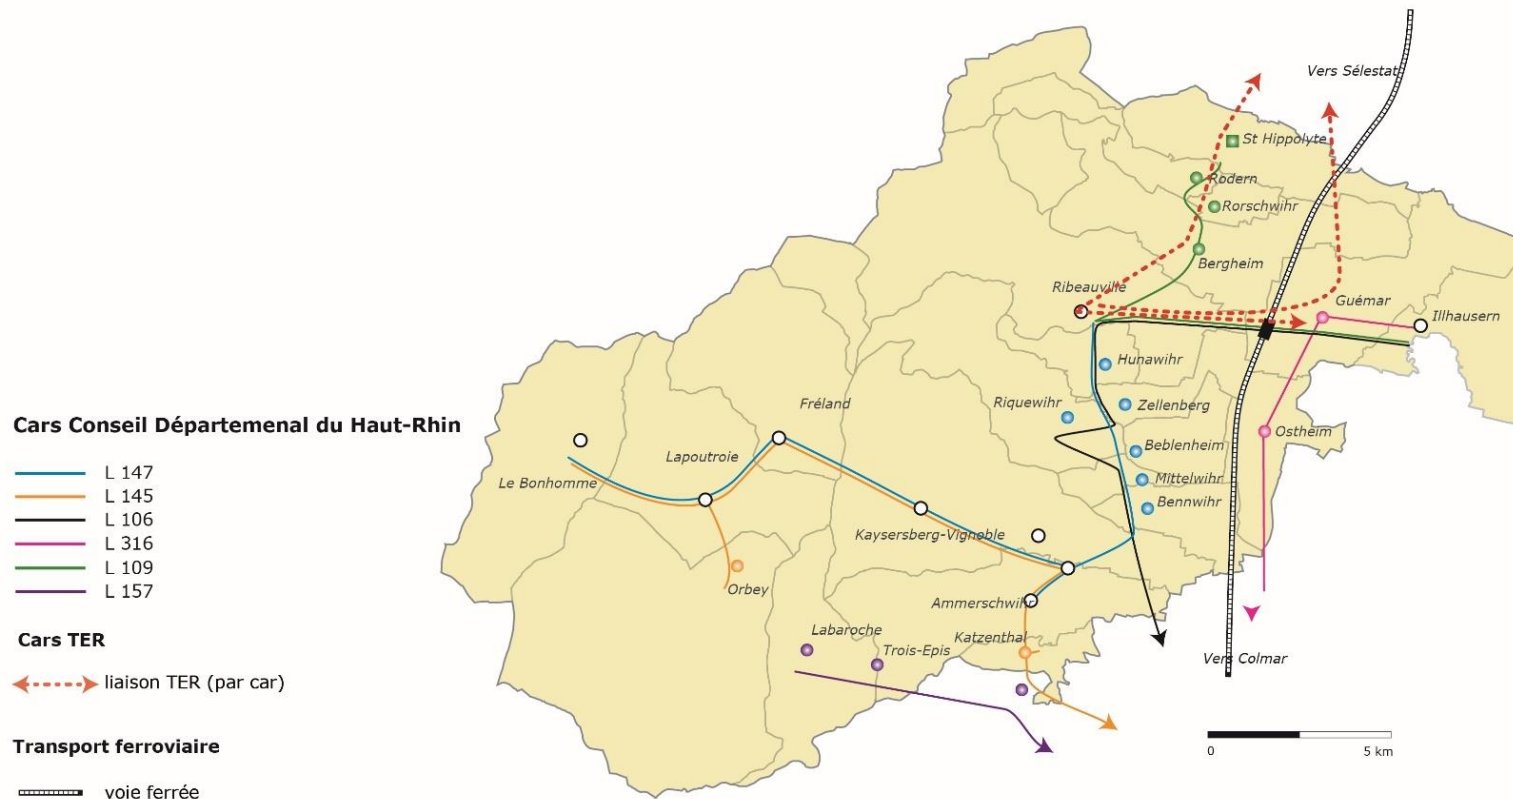 Vers Sélestat
St Hippolyte
Rodern
Rorschwihr
Bergheim
Ribeauvillé
Guémar
Illhausern
Hunawihr
Riquewihr
Zellenberg
Fréland
Ostheim
Beblenheim
Lapoutroie
Mittelwihr
Le Bonhomme
Bennwihr
Kaysersberg-Vignoble
Orbey
Ammerschwihr
Labaroche
Katzenthal
Trois-Epis
Vers Colmar
0 5 km
Cars Conseil Départemenal du Haut-Rhin
L 147
L 145
L 106
L 316
L 109
L 157
Cars TER
liaison TER (par car)
Transport ferroviaire
voie ferrée